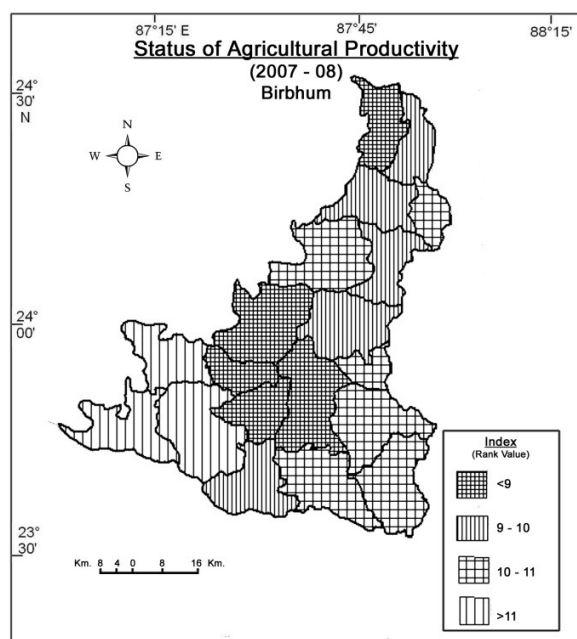 87° 15' E 87° 45' 88° 15'
Status of Agricultural Productivity
(2007 - 08)
Birbhum
24°
30'
N
N
W E
S
24°
00'
23°
30'
Km. 8 4 0 8 16 Km.
Index
(Rank Value)
<9
9 - 10
10 - 11
>11